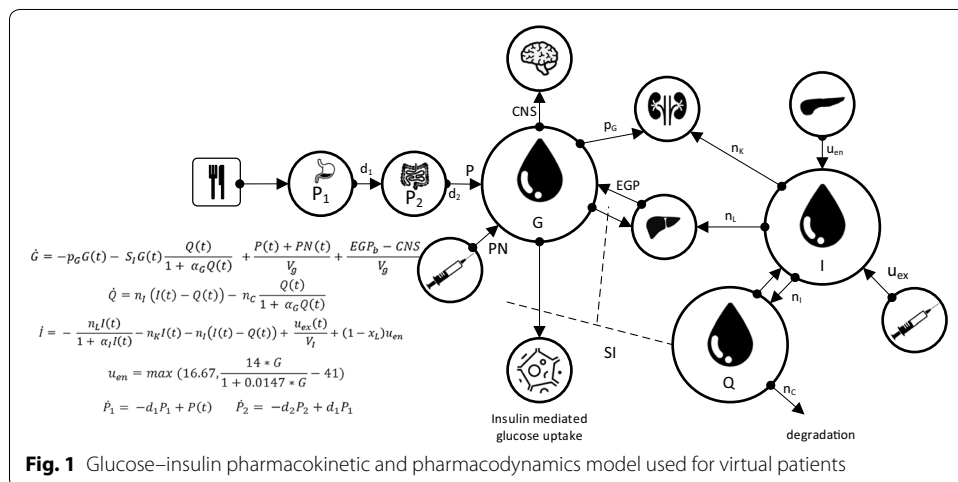 CNS
p_G
n_K
u_en
P_1
d_1
P_2
d_2
P
G
EGP
n_L
I
PN
u_ex
n_I
Q
SI
n_C
degradation
Insulin mediated
glucose uptake
Ġ = −p_G G(t) − S_I G(t) Q(t) / (1 + α_G Q(t)) + (P(t) + PN(t)) / V_g + (EGP_b − CNS) / V_g
Q̇ = n_I (I(t) − Q(t)) − n_C Q(t) / (1 + α_G Q(t))
İ = − n_L I(t) / (1 + α_I I(t)) − n_K I(t) − n_I (I(t) − Q(t)) + u_ex(t) / V_I + (1 − x_L) u_en
u_en = max (16.67, 14 * G / (1 + 0.0147 * G) − 41)
Ṗ_1 = −d_1 P_1 + P(t) Ṗ_2 = −d_2 P_2 + d_1 P_1
Fig. 1 Glucose–insulin pharmacokinetic and pharmacodynamics model used for virtual patients